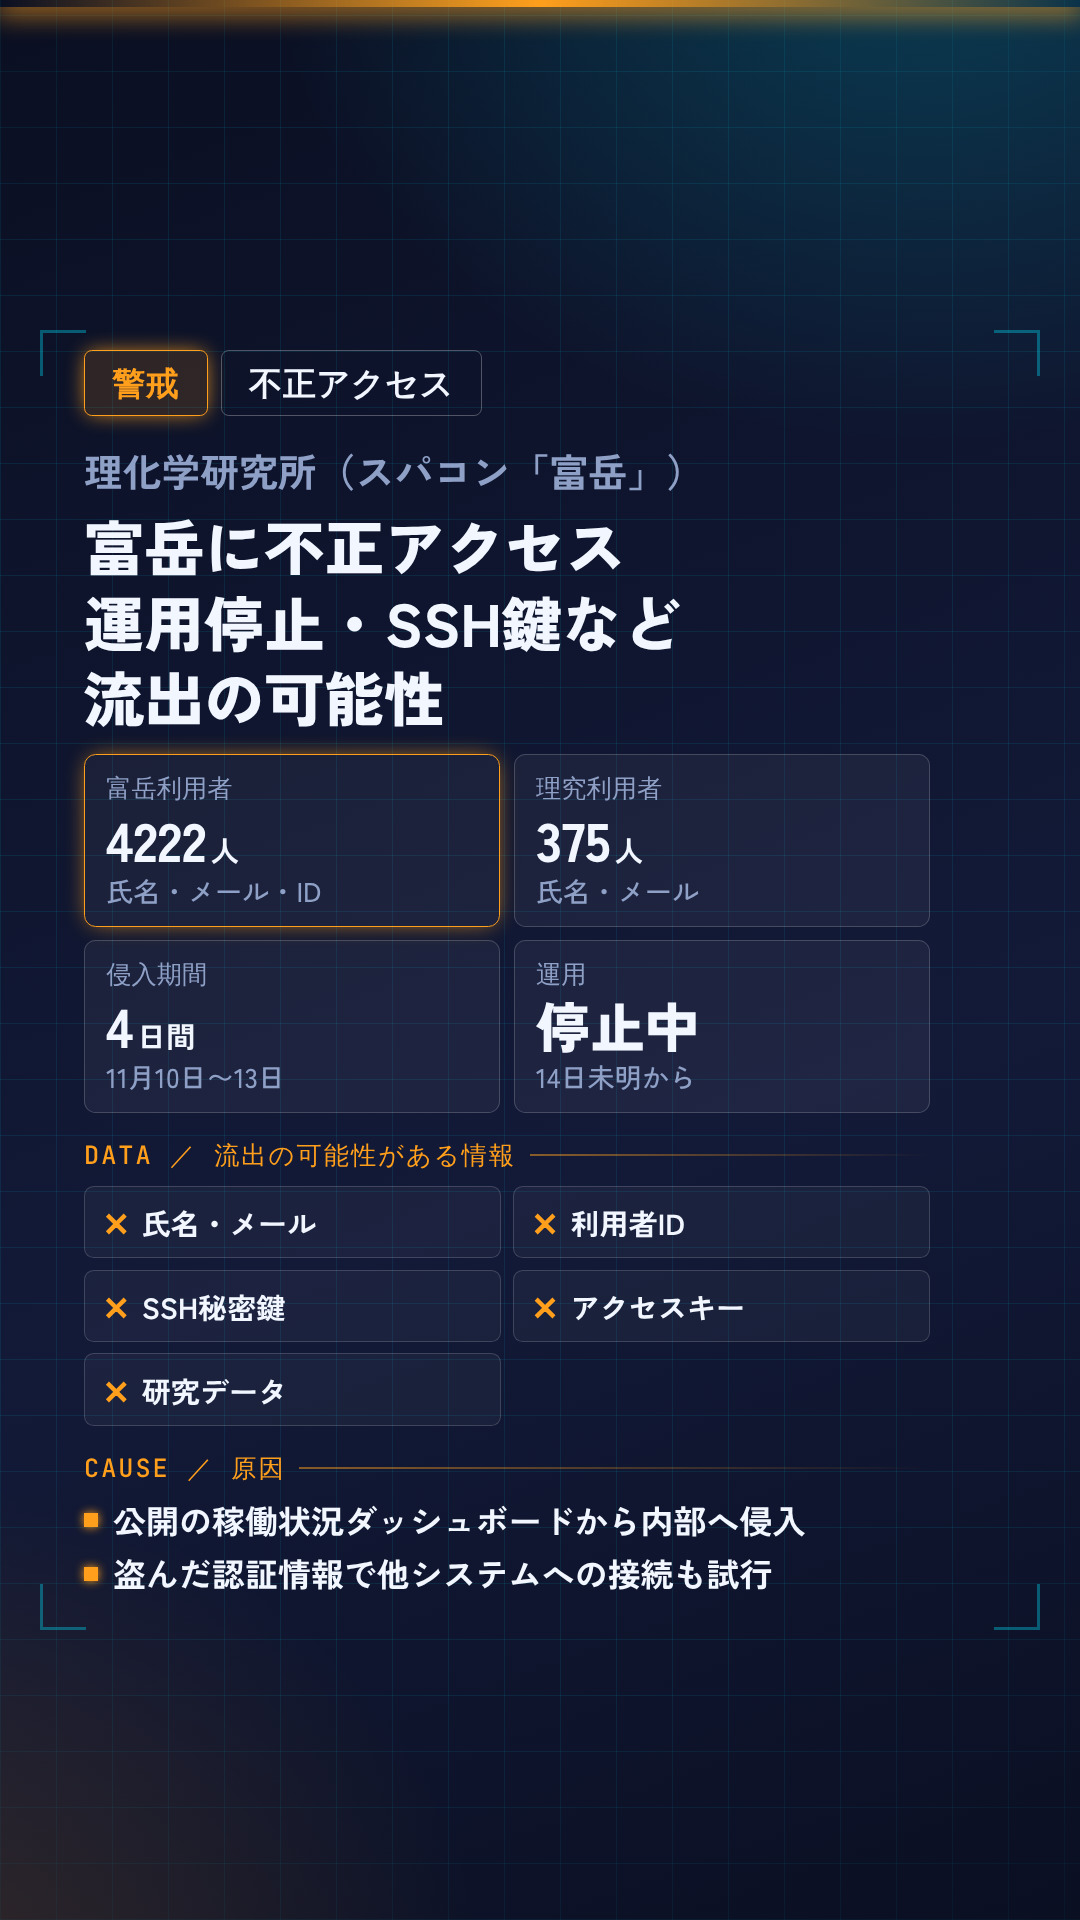 警戒
不正アクセス
理化学研究所（スパコン「富岳」）
富岳に不正アクセス
運用停止・SSH鍵など
流出の可能性
富岳利用者
4222人
氏名・メール・ID
理究利用者
375人
氏名・メール
侵入期間
4日間
11月10日〜13日
運用
停止中
14日未明から
DATA ／ 流出の可能性がある情報
✕ 氏名・メール
✕ 利用者ID
✕ SSH秘密鍵
✕ アクセスキー
✕ 研究データ
CAUSE ／ 原因
公開の稼働状況ダッシュボードから内部へ侵入
盗んだ認証情報で他システムへの接続も試行